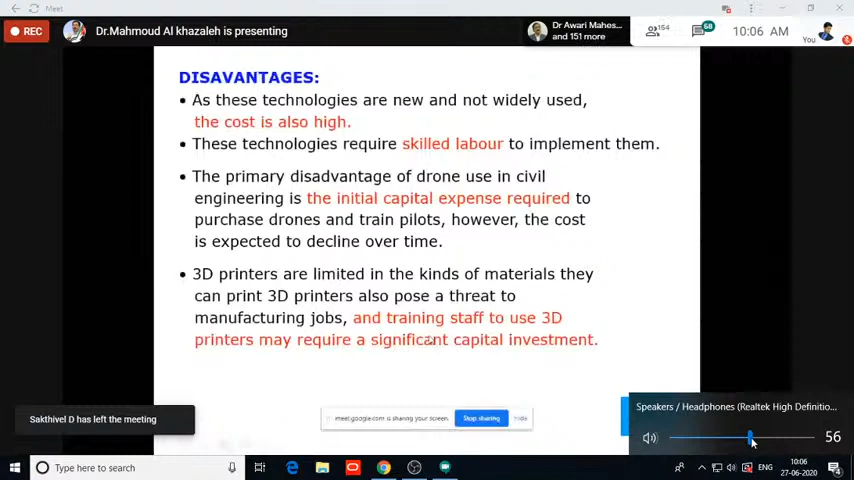 Meet
REC
Dr.Mahmoud Al khazaleh is presenting
Dr Awari Mahes...
and 151 more
154
68
10:06 AM
You
DISAVANTAGES:
• As these technologies are new and not widely used,
the cost is also high.
• These technologies require skilled labour to implement them.
• The primary disadvantage of drone use in civil
engineering is the initial capital expense required to
purchase drones and train pilots, however, the cost
is expected to decline over time.
• 3D printers are limited in the kinds of materials they
can print 3D printers also pose a threat to
manufacturing jobs, and training staff to use 3D
printers may require a significant capital investment.
Sakthivel D has left the meeting
meet.google.com is sharing your screen.
Stop sharing
Hide
Speakers / Headphones (Realtek High Definitio...
56
Type here to search
ENG
10:06
27-06-2020
4